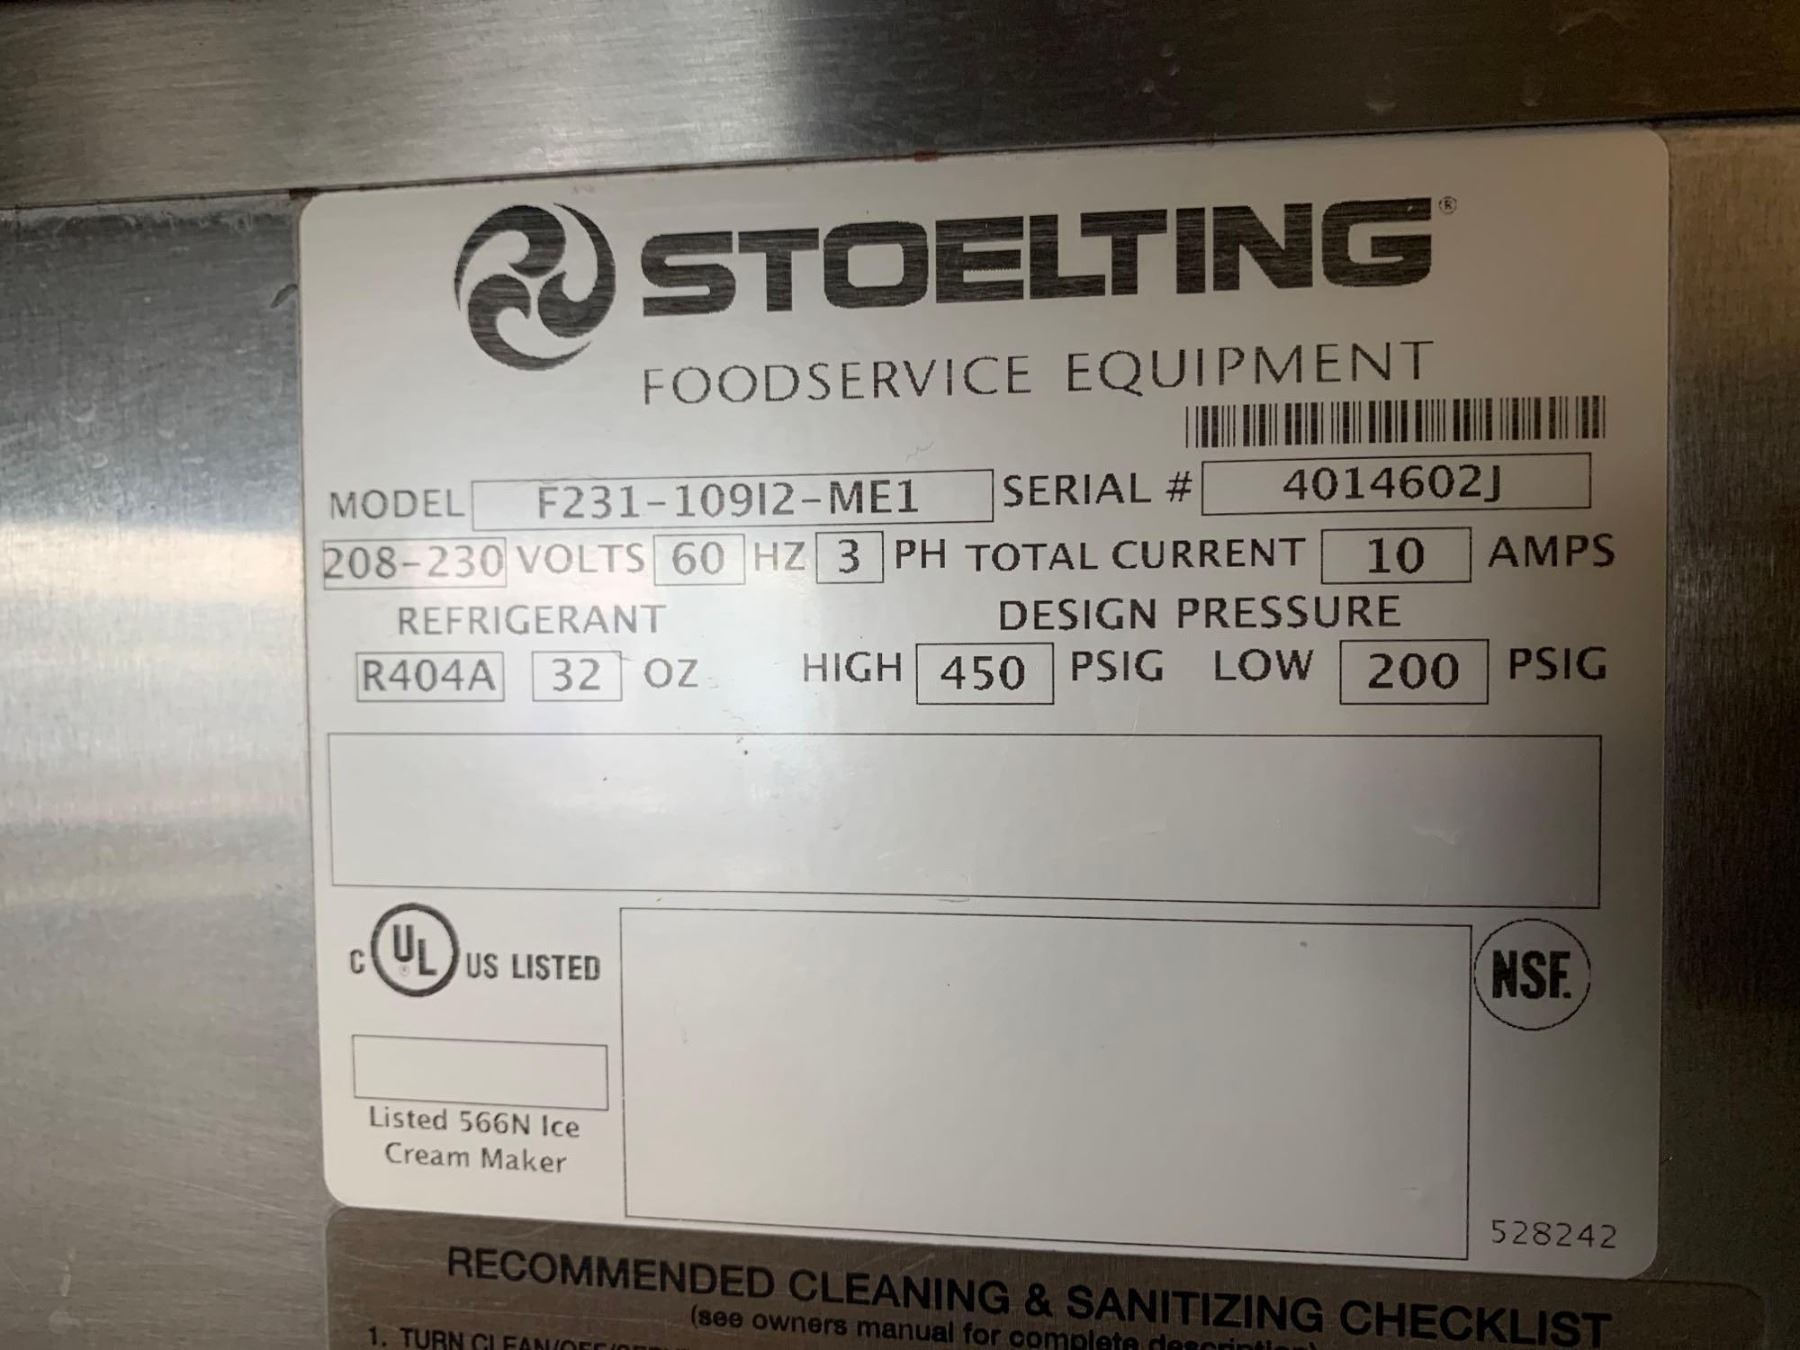 STOELTING®
FOODSERVICE EQUIPMENT
MODEL F231-109I2-ME1 SERIAL # 4014602J
208-230 VOLTS 60 HZ 3 PH TOTAL CURRENT 10 AMPS
REFRIGERANT DESIGN PRESSURE
R404A 32 OZ HIGH 450 PSIG LOW 200 PSIG
C UL® US LISTED
NSF.
Listed 566N Ice
Cream Maker
528242
RECOMMENDED CLEANING & SANITIZING CHECKLIST
(see owners manual for complete
1. TURN